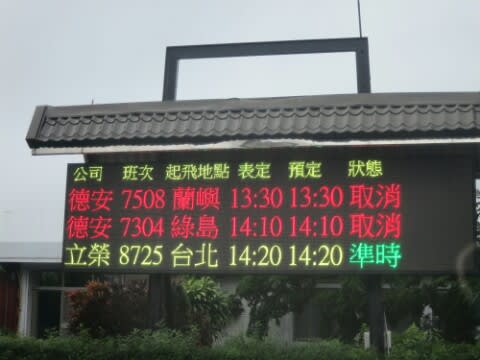 公司 班次 起飛地點 表定 預定 狀態
德安 7508 蘭嶼 13:30 13:30 取消
德安 7304 綠島 14:10 14:10 取消
立榮 8725 台北 14:20 14:20 準時